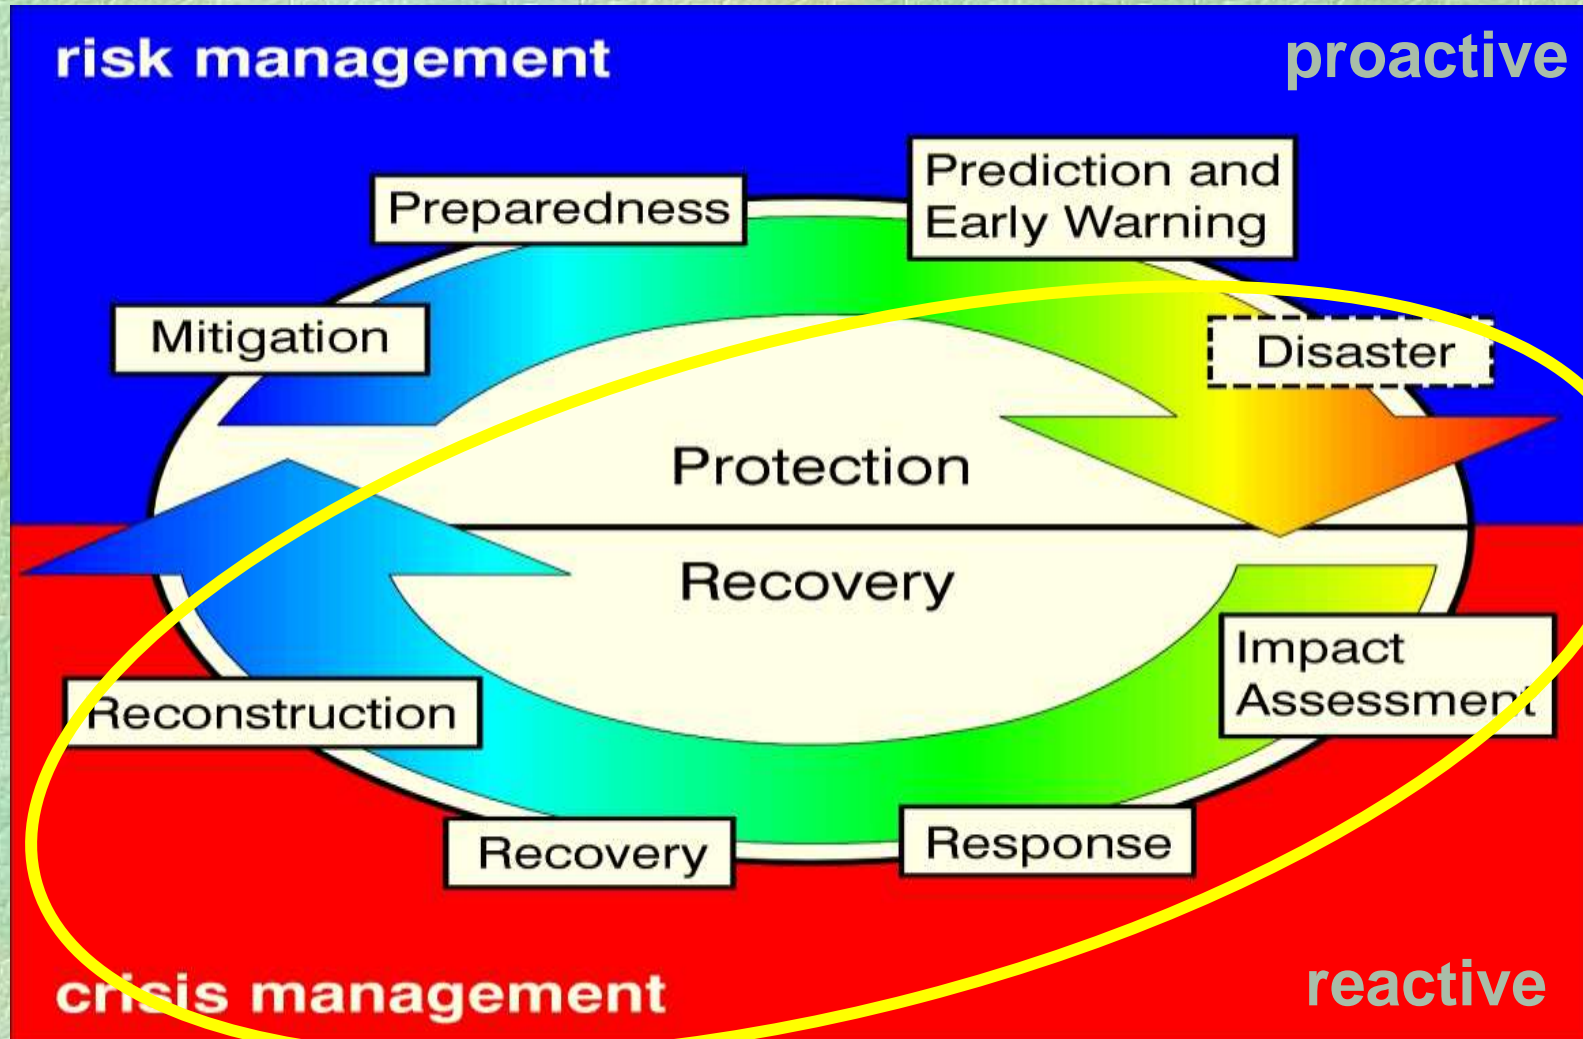 risk management
proactive
Preparedness
Prediction and
Early Warning
Mitigation
Disaster
Protection
Recovery
Impact
Assessment
Reconstruction
Recovery
Response
crisis management
reactive